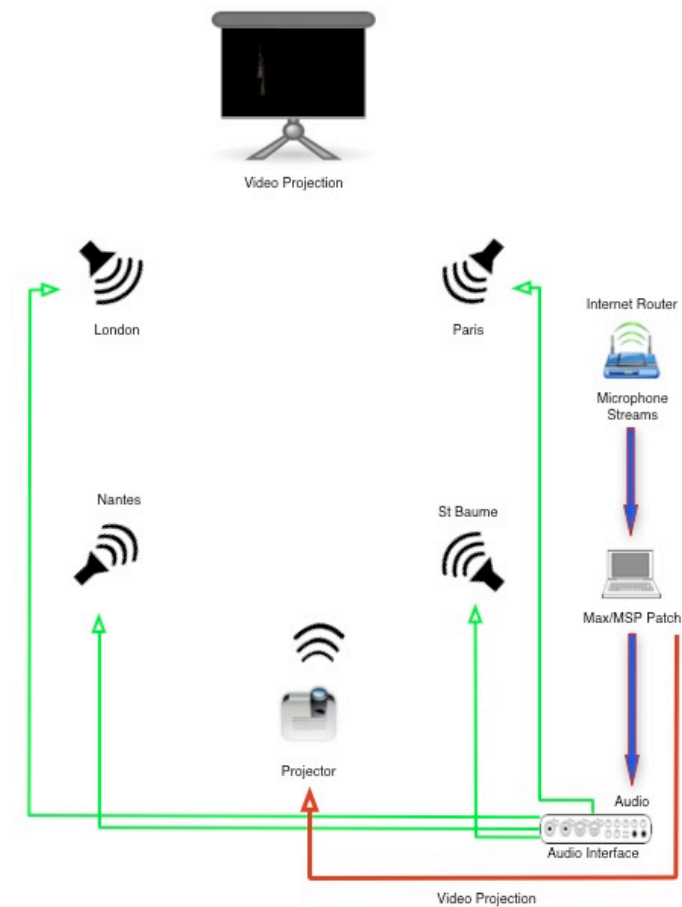 Video Projection
London
Paris
Internet Router
Microphone
Streams
Nantes
St Baume
Max/MSP Patch
Projector
Audio
Audio Interface
Video Projection